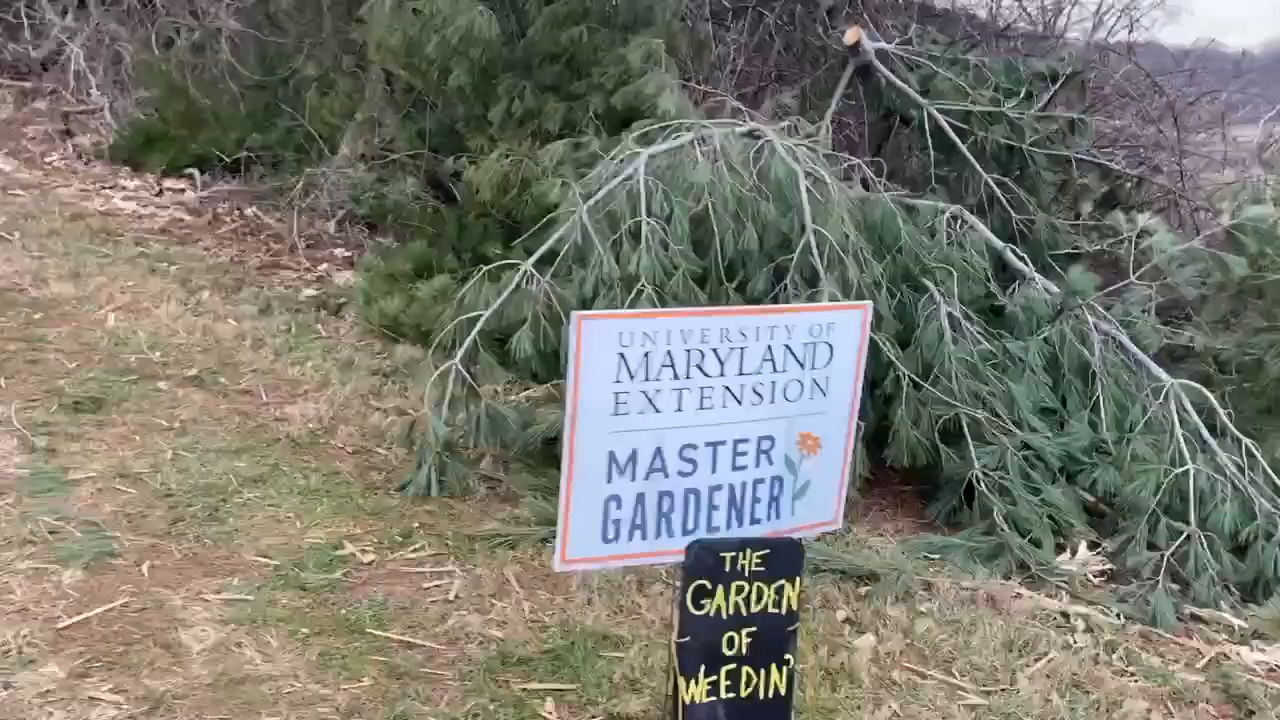 UNIVERSITY OF
MARYLAND
EXTENSION
MASTER
GARDENER
THE
GARDEN
OF
WEEDIN'